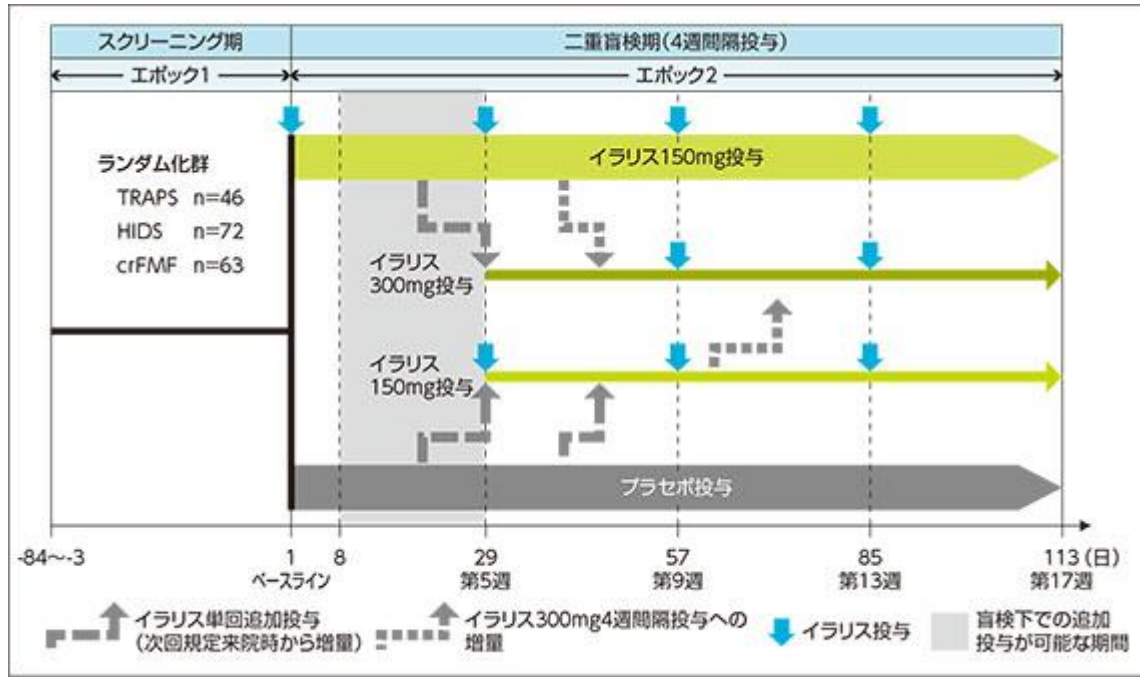 スクリーニング期
二重盲検期(4週間隔投与)
エポック1
エポック2
ランダム化群
TRAPS n=46
HIDS n=72
crFMF n=63
イラリス150mg投与
イラリス
300mg投与
イラリス
150mg投与
プラセボ投与
-84～-3
1
8
29
57
85
113(日)
ベースライン
第5週
第9週
第13週
第17週
イラリス単回追加投与
(次回規定来院時から増量)
イラリス300mg4週間隔投与への
増量
イラリス投与
盲検下での追加
投与が可能な期間